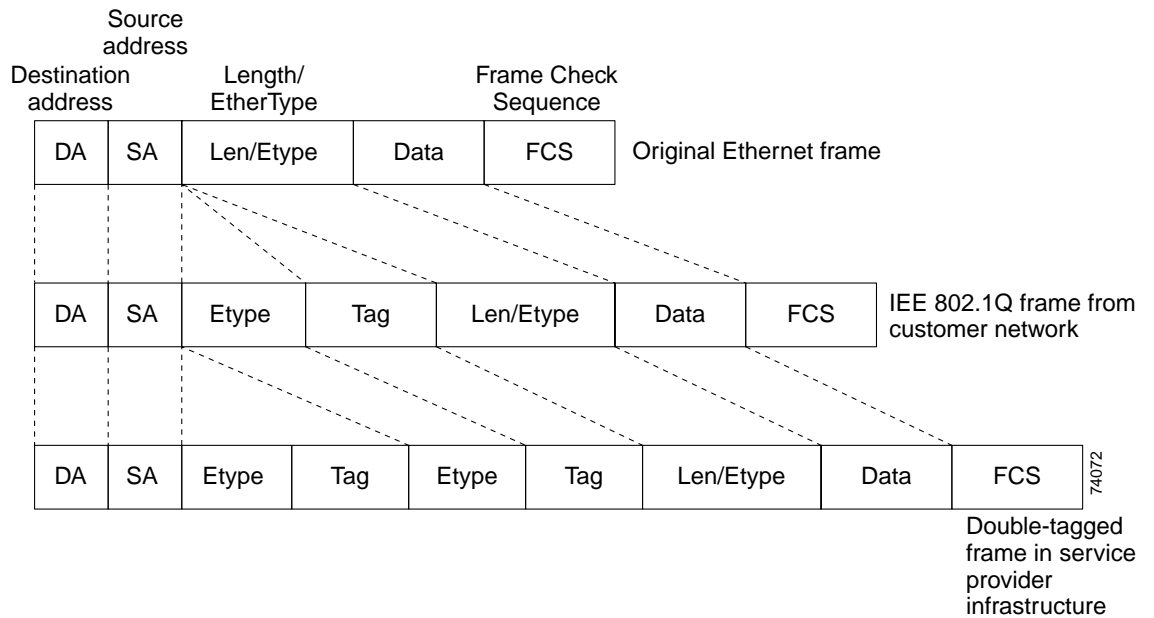 Source
address
Destination
address
Length/
EtherType
Frame Check
Sequence
DA SA Len/Etype Data FCS
Original Ethernet frame
DA SA Etype Tag Len/Etype Data FCS
IEE 802.1Q frame from
customer network
DA SA Etype Tag Etype Tag Len/Etype Data FCS
74072
Double-tagged
frame in service
provider
infrastructure